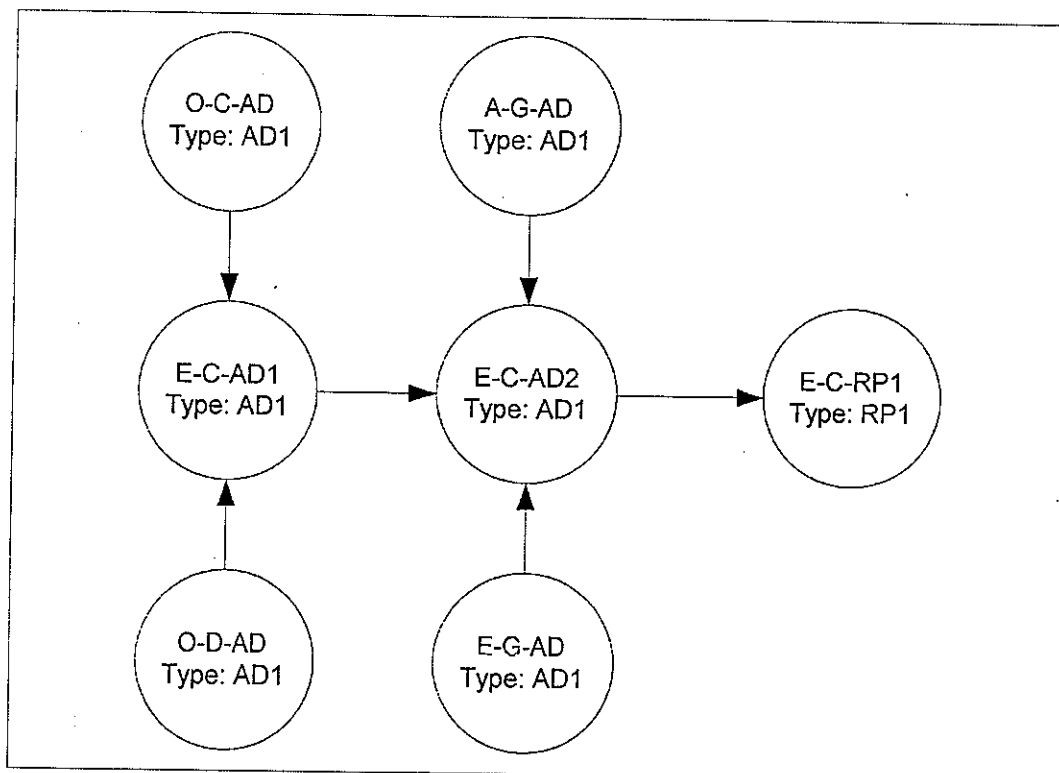 O-C-AD
Type: AD1
A-G-AD
Type: AD1
E-C-AD1
Type: AD1
E-C-AD2
Type: AD1
E-C-RP1
Type: RP1
O-D-AD
Type: AD1
E-G-AD
Type: AD1